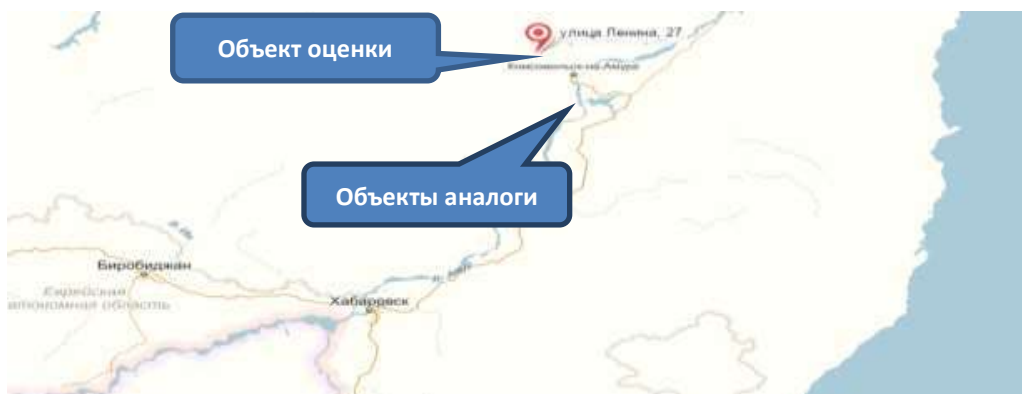 Объект оценки
улица Ленина, 27
Комсомольск-на-Амуре
Объекты аналоги
Биробиджан
Еврейская
автономная область
Хабаровск